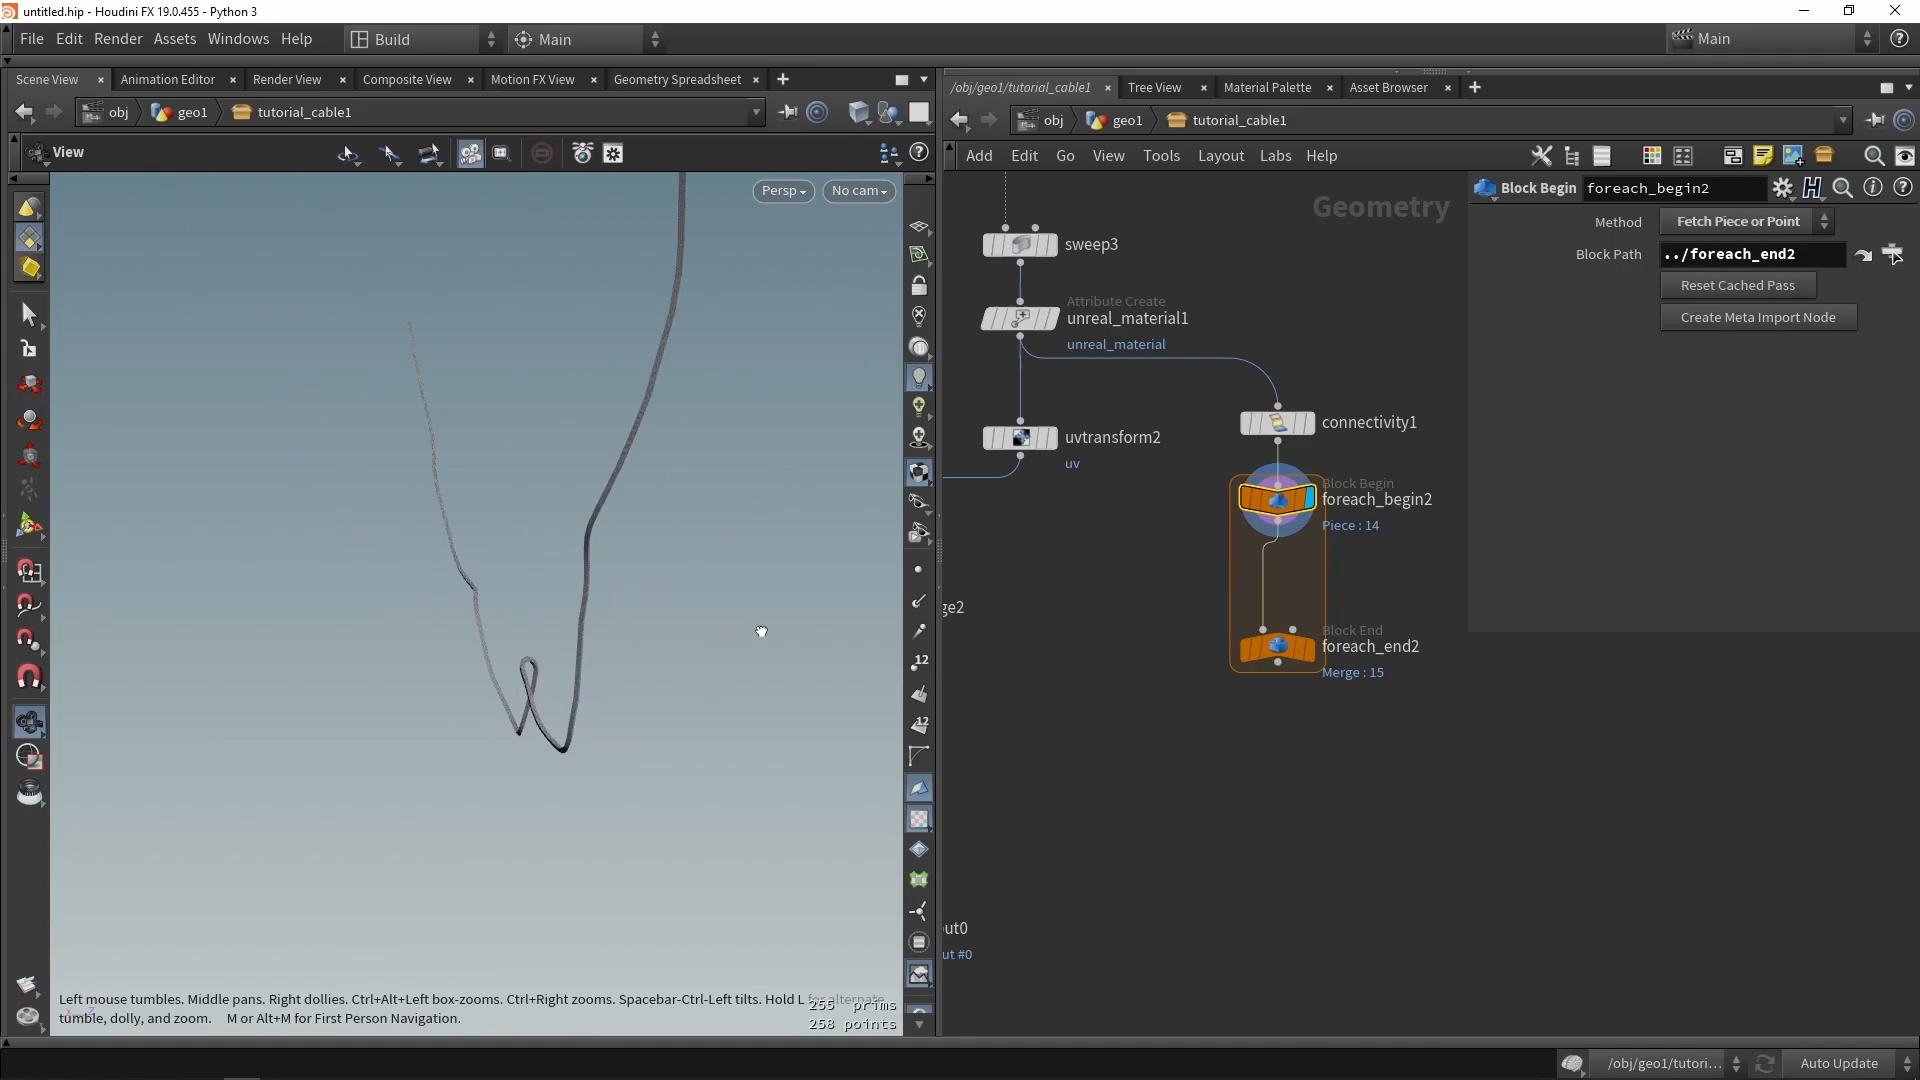 untitled.hip - Houdini FX 19.0.455 - Python 3
File Edit Render Assets Windows Help Build Main Main
Scene View Animation Editor Render View Composite View Motion FX View Geometry Spreadsheet
obj geo1 tutorial_cable1
View
Persp No cam
12
12
Left mouse tumbles. Middle pans. Right dollies. Ctrl+Alt+Left box-zooms. Ctrl+Right zooms. Spacebar-Ctrl-Left tilts. Hold L for alternate
tumble, dolly, and zoom. M or Alt+M for First Person Navigation.
255 prims
258 points
/obj/geo1/tutorial_cable1 Tree View Material Palette Asset Browser
obj geo1 tutorial_cable1
Add Edit Go View Tools Layout Labs Help
Geometry
sweep3
Attribute Create
unreal_material1
unreal_material
uvtransform2
uv
connectivity1
Block Begin
foreach_begin2
Piece : 14
ge2
Block End
foreach_end2
Merge : 15
out0
ut #0
Block Begin foreach_begin2
Method Fetch Piece or Point
Block Path ../foreach_end2
Reset Cached Pass
Create Meta Import Node
/obj/geo1/tutori... Auto Update